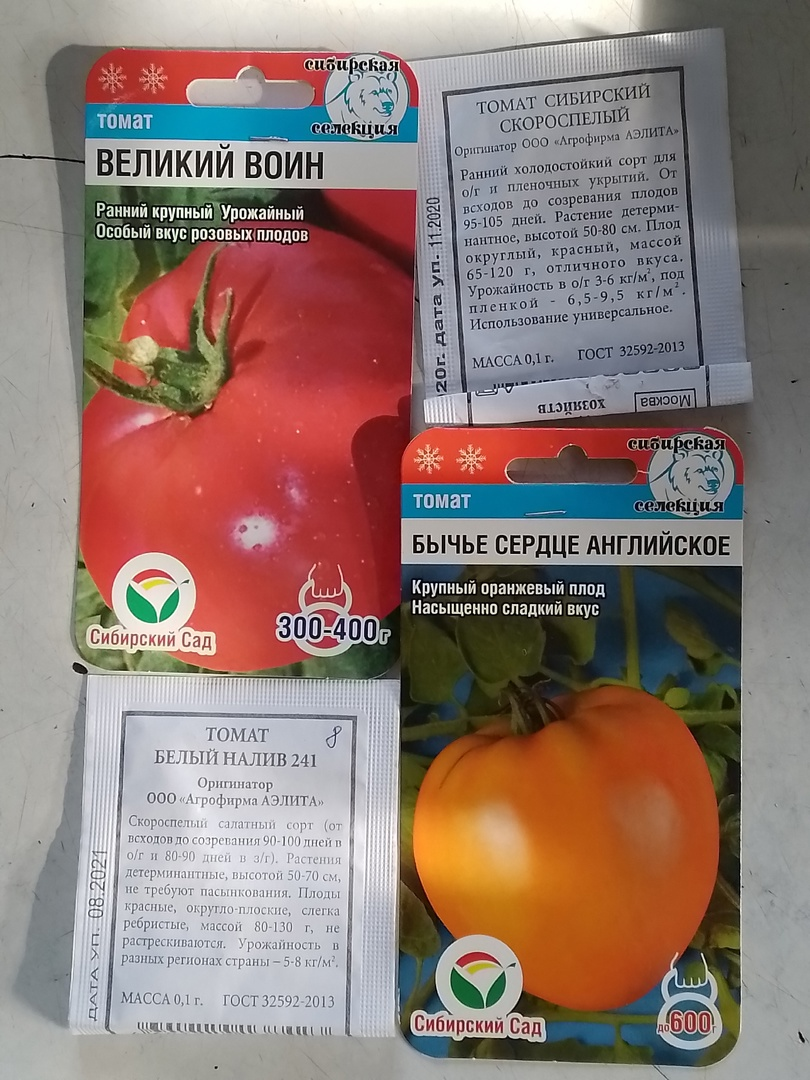 сибирская
селекция
томат
ВЕЛИКИЙ ВОИН
Ранний крупный Урожайный
Особый вкус розовых плодов
Сибирский Сад
300-400г
ТОМАТ СИБИРСКИЙ
СКОРОСПЕЛЫЙ
Оригинатор ООО «Агрофирма АЭЛИТА»
Ранний холодостойкий сорт для
о/г и пленочных укрытий. От
всходов до созревания плодов
95-105 дней. Растение детерми-
нантное, высотой 50-80 см. Плод
округлый, красный, массой
65-120 г, отличного вкуса.
Урожайность в о/г 3-6 кг/м², под
пленкой - 6,5-9,5 кг/м².
Использование универсальное.
МАССА 0,1 г. ГОСТ 32592-2013
20г. дата уп. 11.2020
хозяйств
Москва
сибирская
селекция
томат
БЫЧЬЕ СЕРДЦЕ АНГЛИЙСКОЕ
Крупный оранжевый плод
Насыщенно сладкий вкус
Сибирский Сад
до 600г
ТОМАТ 8
БЕЛЫЙ НАЛИВ 241
Оригинатор
ООО «Агрофирма АЭЛИТА»
Скороспелый салатный сорт (от
всходов до созревания 90-100 дней в
о/г и 80-90 дней в з/г). Растения
детерминантные, высотой 50-70 см,
не требуют пасынкования. Плоды
красные, округло-плоские, слегка
ребристые, массой 80-130 г, не
растрескиваются. Урожайность в
разных регионах страны – 5-8 кг/м².
МАССА 0,1 г. ГОСТ 32592-2013
ДАТА УП. 08.2021